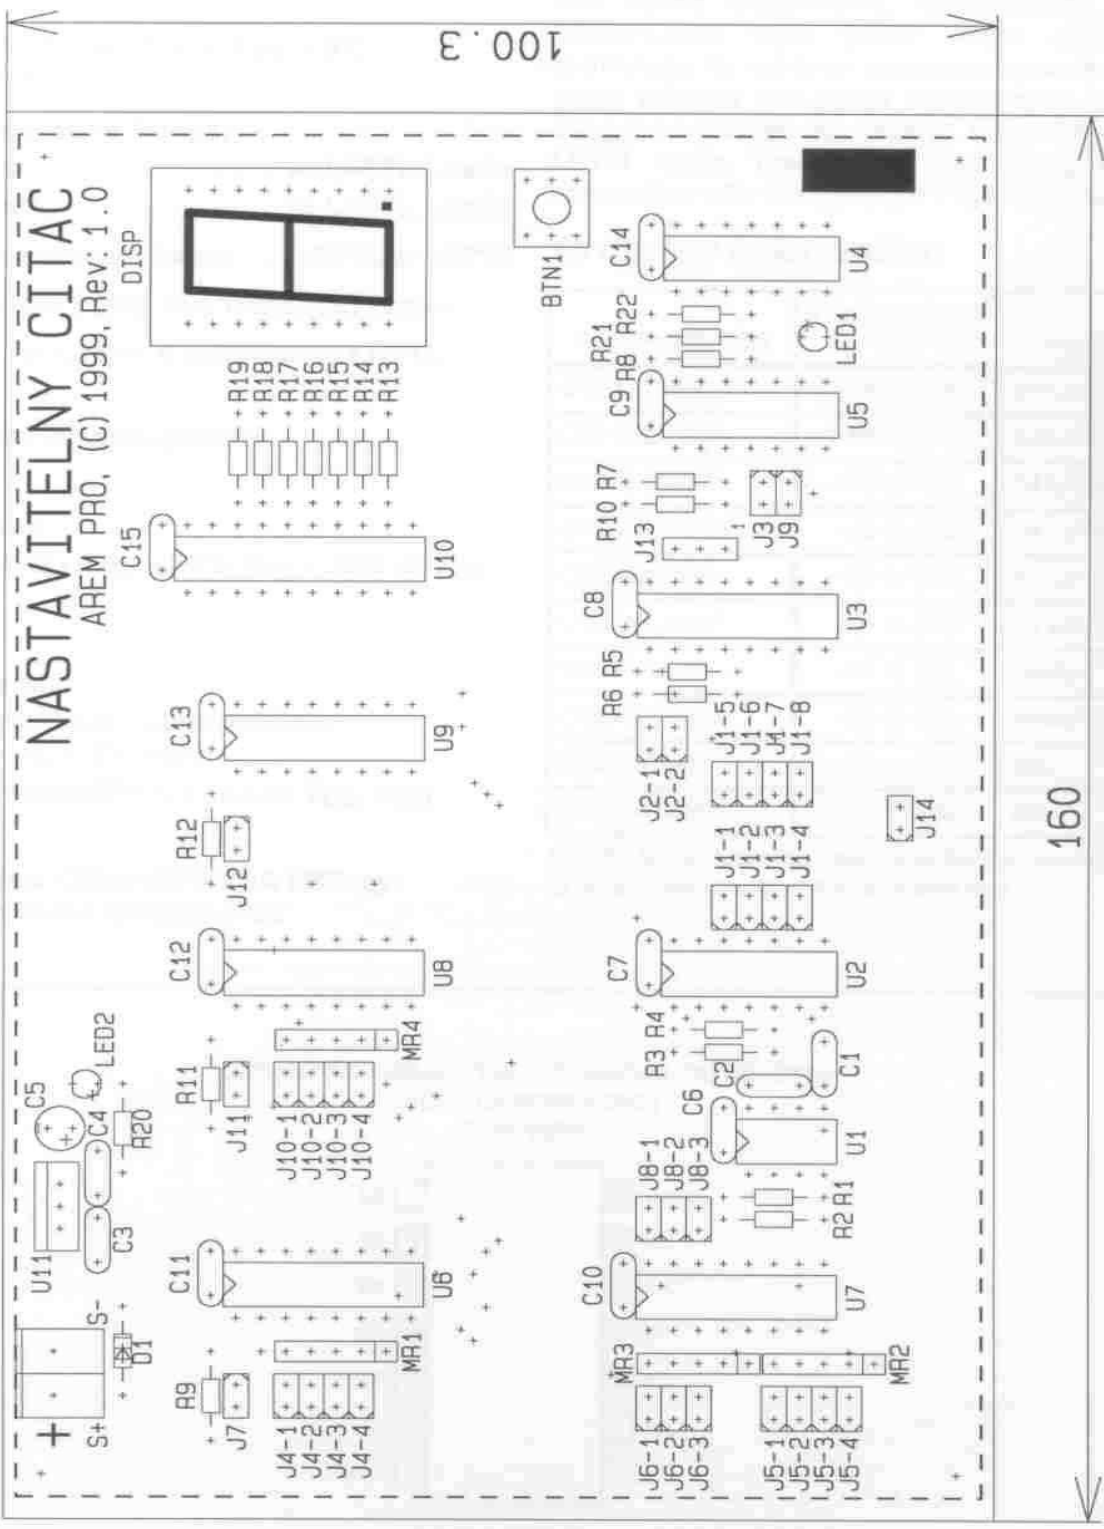 NASTAVITELNY CITAC
AREM PRO, (C) 1999, Rev: 1.0
100.3
160
S+
S-
+
D1
U11
C3
C4
C5
LED2
R20
R9
J7
J4-1
J4-2
J4-3
J4-4
MR1
C11
U6
R11
J11
J10-1
J10-2
J10-3
J10-4
MR4
C12
U8
R12
J12
C13
U9
C15
U10
R19
R18
R17
R16
R15
R14
R13
DISP
BTN1
J6-1
J6-2
J6-3
J5-1
J5-2
J5-3
J5-4
MR3
MR2
C10
U7
J8-1
J8-2
J8-3
R2
R1
C6
U1
C2
C1
R3
R4
C7
U2
J1-1
J1-2
J1-3
J1-4
J14
J2-1
J2-2
J1-5
J1-6
J1-7
J1-8
R6
R5
C8
U3
J13
1
J3
J9
R10
R7
C9
U5
R8
R21
R22
LED1
C14
U4